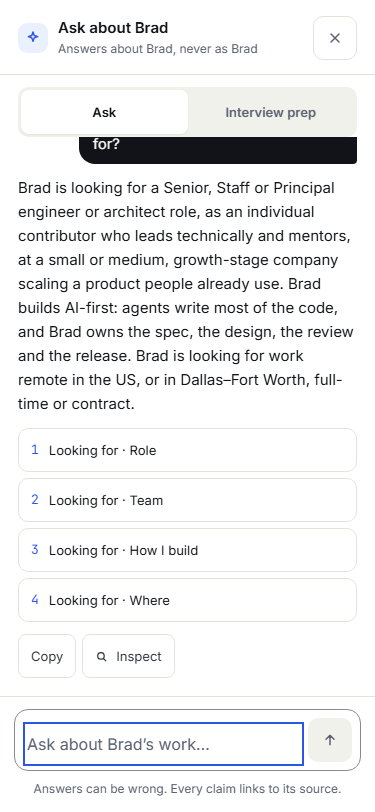 Ask about Brad
Answers about Brad, never as Brad
Ask
Interview prep
for?
Brad is looking for a Senior, Staff or Principal
engineer or architect role, as an individual
contributor who leads technically and mentors,
at a small or medium, growth-stage company
scaling a product people already use. Brad
builds AI-first: agents write most of the code,
and Brad owns the spec, the design, the review
and the release. Brad is looking for work
remote in the US, or in Dallas–Fort Worth, full-
time or contract.
1 Looking for · Role
2 Looking for · Team
3 Looking for · How I build
4 Looking for · Where
Copy
Inspect
Ask about Brad’s work...
Answers can be wrong. Every claim links to its source.